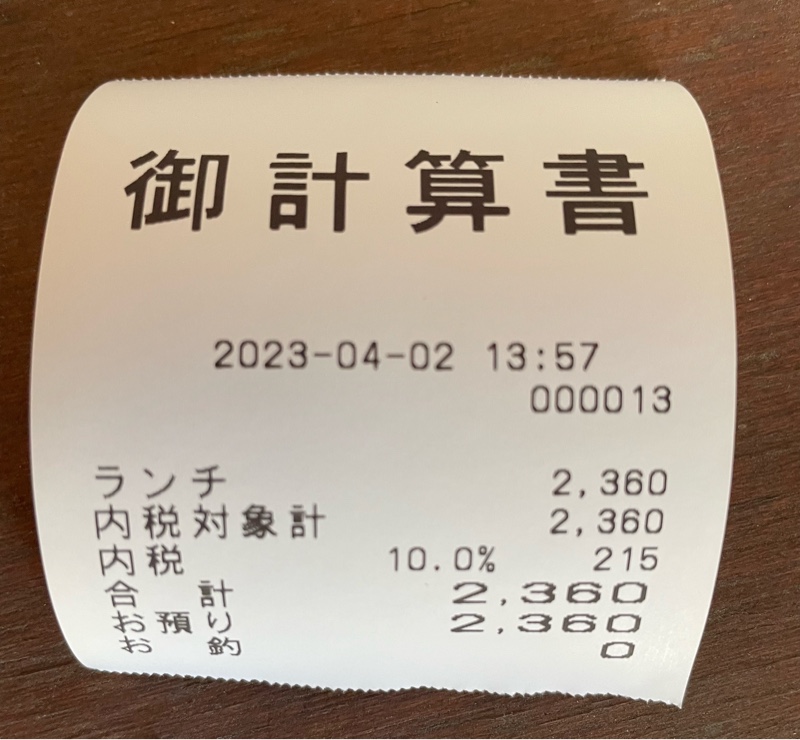 御計算書
2023-04-02 13:57
000013
ランチ 2,360
内税対象計 2,360
内税 10.0% 215
合計 2,360
お預り 2,360
お釣 0